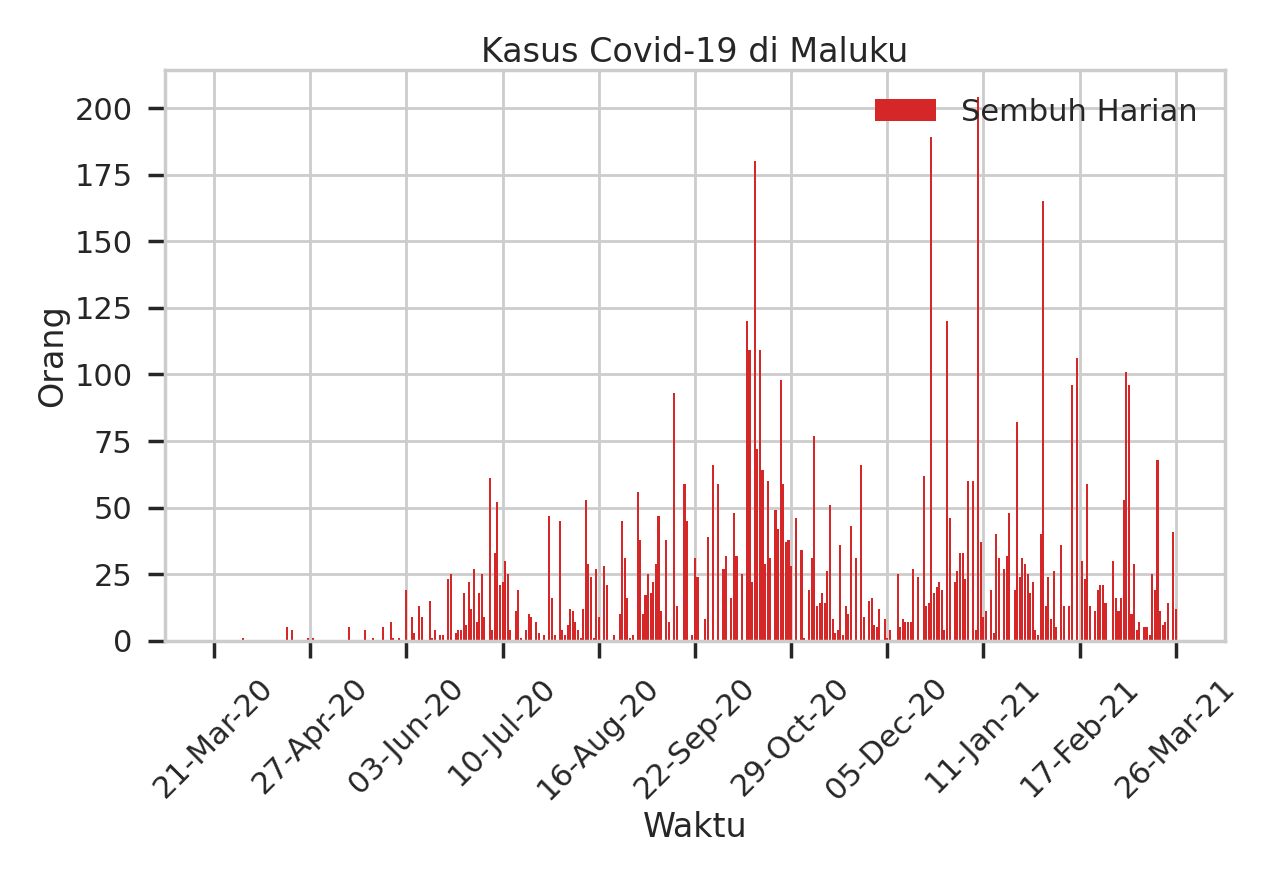 Kasus Covid-19 di Maluku
Sembuh Harian
Orang
200
175
150
125
100
75
50
25
0
21-Mar-20
27-Apr-20
03-Jun-20
10-Jul-20
16-Aug-20
22-Sep-20
29-Oct-20
05-Dec-20
11-Jan-21
17-Feb-21
26-Mar-21
Waktu